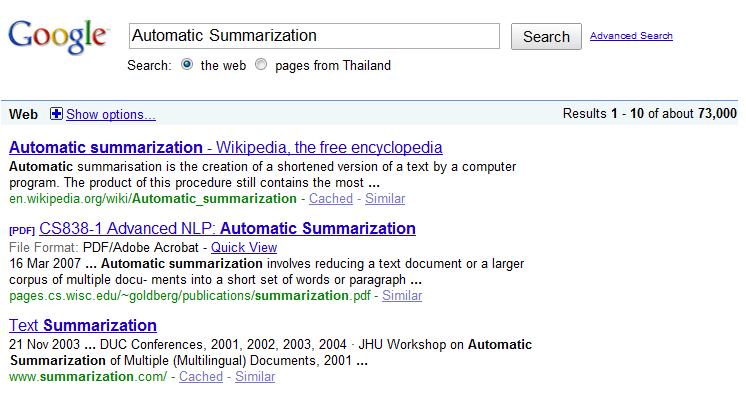 Google Automatic Summarization Search Advanced Search
Search: the web pages from Thailand
Web Show options... Results 1 - 10 of about 73,000
Automatic summarization - Wikipedia, the free encyclopedia
Automatic summarisation is the creation of a shortened version of a text by a computer
program. The product of this procedure still contains the most ...
en.wikipedia.org/wiki/Automatic_summarization - Cached - Similar
[PDF] CS838-1 Advanced NLP: Automatic Summarization
File Format: PDF/Adobe Acrobat - Quick View
16 Mar 2007 ... Automatic summarization involves reducing a text document or a larger
corpus of multiple docu- ments into a short set of words or paragraph ...
pages.cs.wisc.edu/~goldberg/publications/summarization.pdf - Similar
Text Summarization
21 Nov 2003 ... DUC Conferences, 2001, 2002, 2003, 2004 · JHU Workshop on Automatic
Summarization of Multiple (Multilingual) Documents, 2001 ...
www.summarization.com/ - Cached - Similar